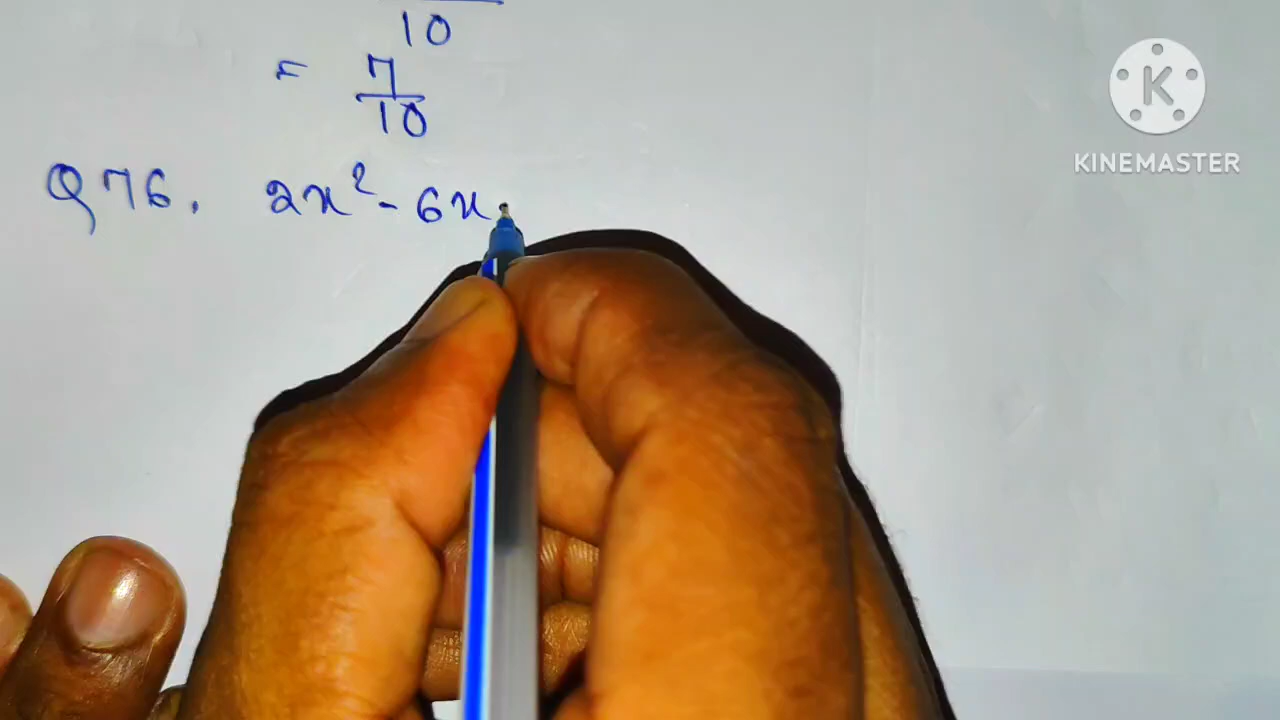 10
= 7/10
Q76. 2x² - 6x
K
KINEMASTER